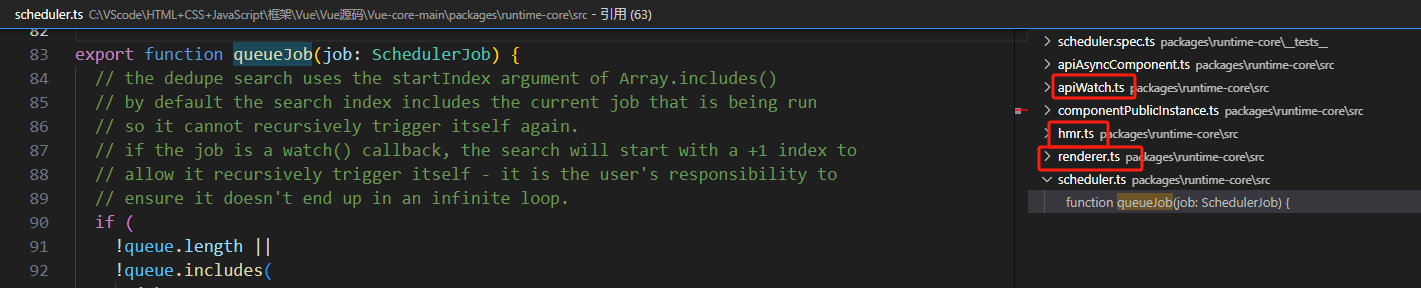 scheduler.ts C:\VScode\HTML+CSS+JavaScript\框架\Vue\Vue源码\Vue-core-main\packages\runtime-core\src - 引用 (63)
82
83 export function queueJob(job: SchedulerJob) {
84 // the dedupe search uses the startIndex argument of Array.includes()
85 // by default the search index includes the current job that is being run
86 // so it cannot recursively trigger itself again.
87 // if the job is a watch() callback, the search will start with a +1 index to
88 // allow it recursively trigger itself - it is the user's responsibility to
89 // ensure it doesn't end up in an infinite loop.
90 if (
91 !queue.length ||
92 !queue.includes(
scheduler.spec.ts packages\runtime-core\__tests__
apiAsyncComponent.ts packages\runtime-core\src
apiWatch.ts packages\runtime-core\src
componentPublicInstance.ts packages\runtime-core\src
hmr.ts packages\runtime-core\src
renderer.ts packages\runtime-core\src
scheduler.ts packages\runtime-core\src
function queueJob(job: SchedulerJob) {